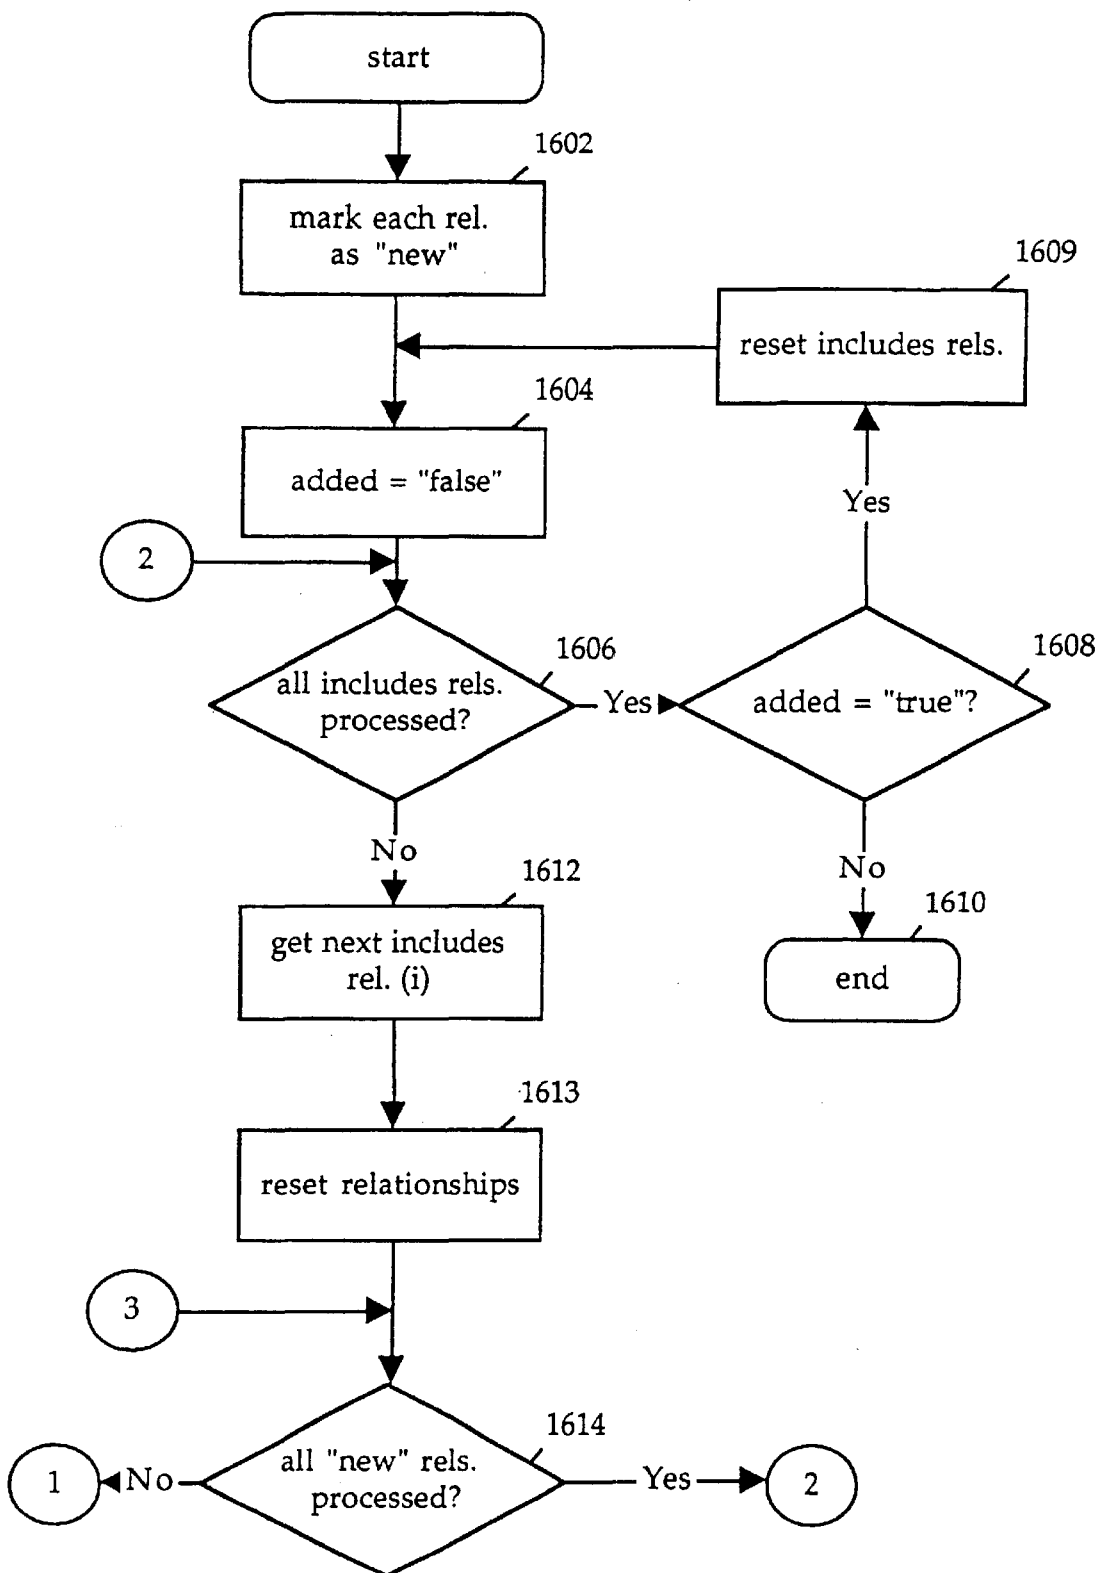 start
1602
mark each rel.
as "new"
1609
reset includes rels.
1604
added = "false"
Yes
2
1606
all includes rels.
processed?
Yes
1608
added = "true"?
No
1612
get next includes
rel. (i)
No
1610
end
1613
reset relationships
3
1614
all "new" rels.
processed?
No
1
Yes
2